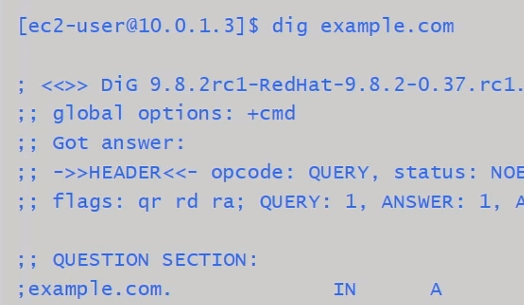 [ec2-user@10.0.1.3]$ dig example.com
; <<>> DiG 9.8.2rc1-RedHat-9.8.2-0.37.rc1.
;; global options: +cmd
;; Got answer:
;; ->>HEADER<<- opcode: QUERY, status:
;; flags: qr rd ra; QUERY: 1, ANSWER: 1,
;; QUESTION SECTION:
;example.com. IN A